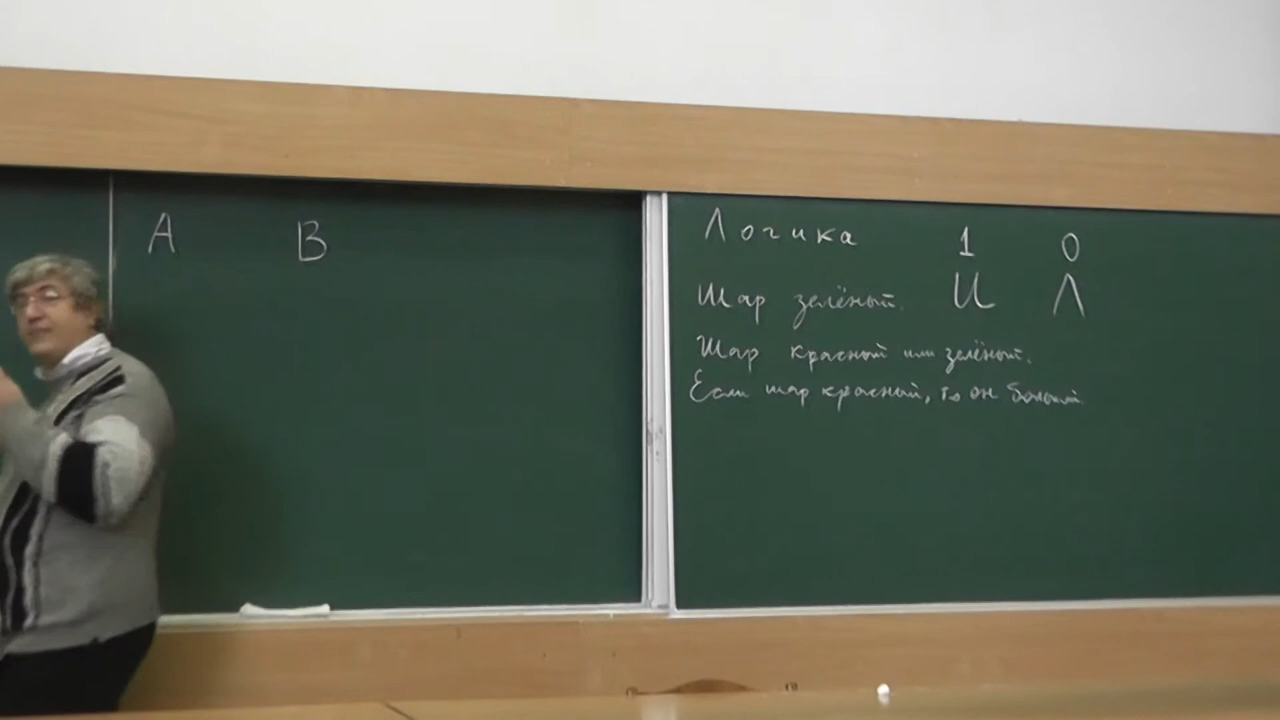 А В
Логика 1 0
Шар зелёный. И Л
Шар красный или зелёный.
Если шар красный, то он большой.